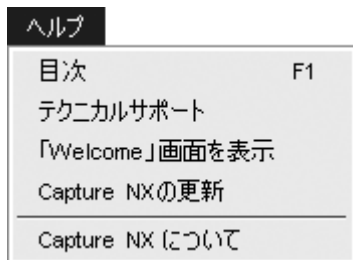 ヘルプ
目次 F1
テクニカルサポート
「Welcome」画面を表示
Capture NXの更新
Capture NX について